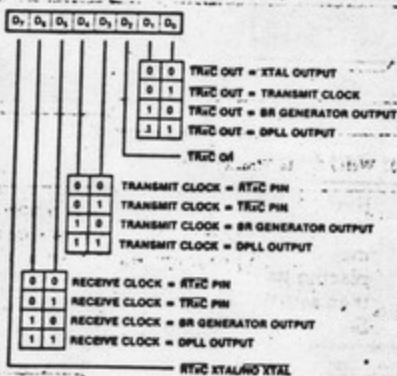 D7 D6 D5 D4 D3 D2 D1 D0
0 0 TRxC OUT = XTAL OUTPUT
0 1 TRxC OUT = TRANSMIT CLOCK
1 0 TRxC OUT = BR GENERATOR OUTPUT
1 TRxC OUT = DPLL OUTPUT
TRxC O/I
0 0 TRANSMIT CLOCK = RTxC PIN
0 1 TRANSMIT CLOCK = TRxC PIN
1 0 TRANSMIT CLOCK = BR GENERATOR OUTPUT
1 1 TRANSMIT CLOCK = DPLL OUTPUT
0 0 RECEIVE CLOCK = RTxC PIN
0 1 RECEIVE CLOCK = TRxC PIN
1 0 RECEIVE CLOCK = BR GENERATOR OUTPUT
1 1 RECEIVE CLOCK = DPLL OUTPUT
RTxC XTAL/NO XTAL